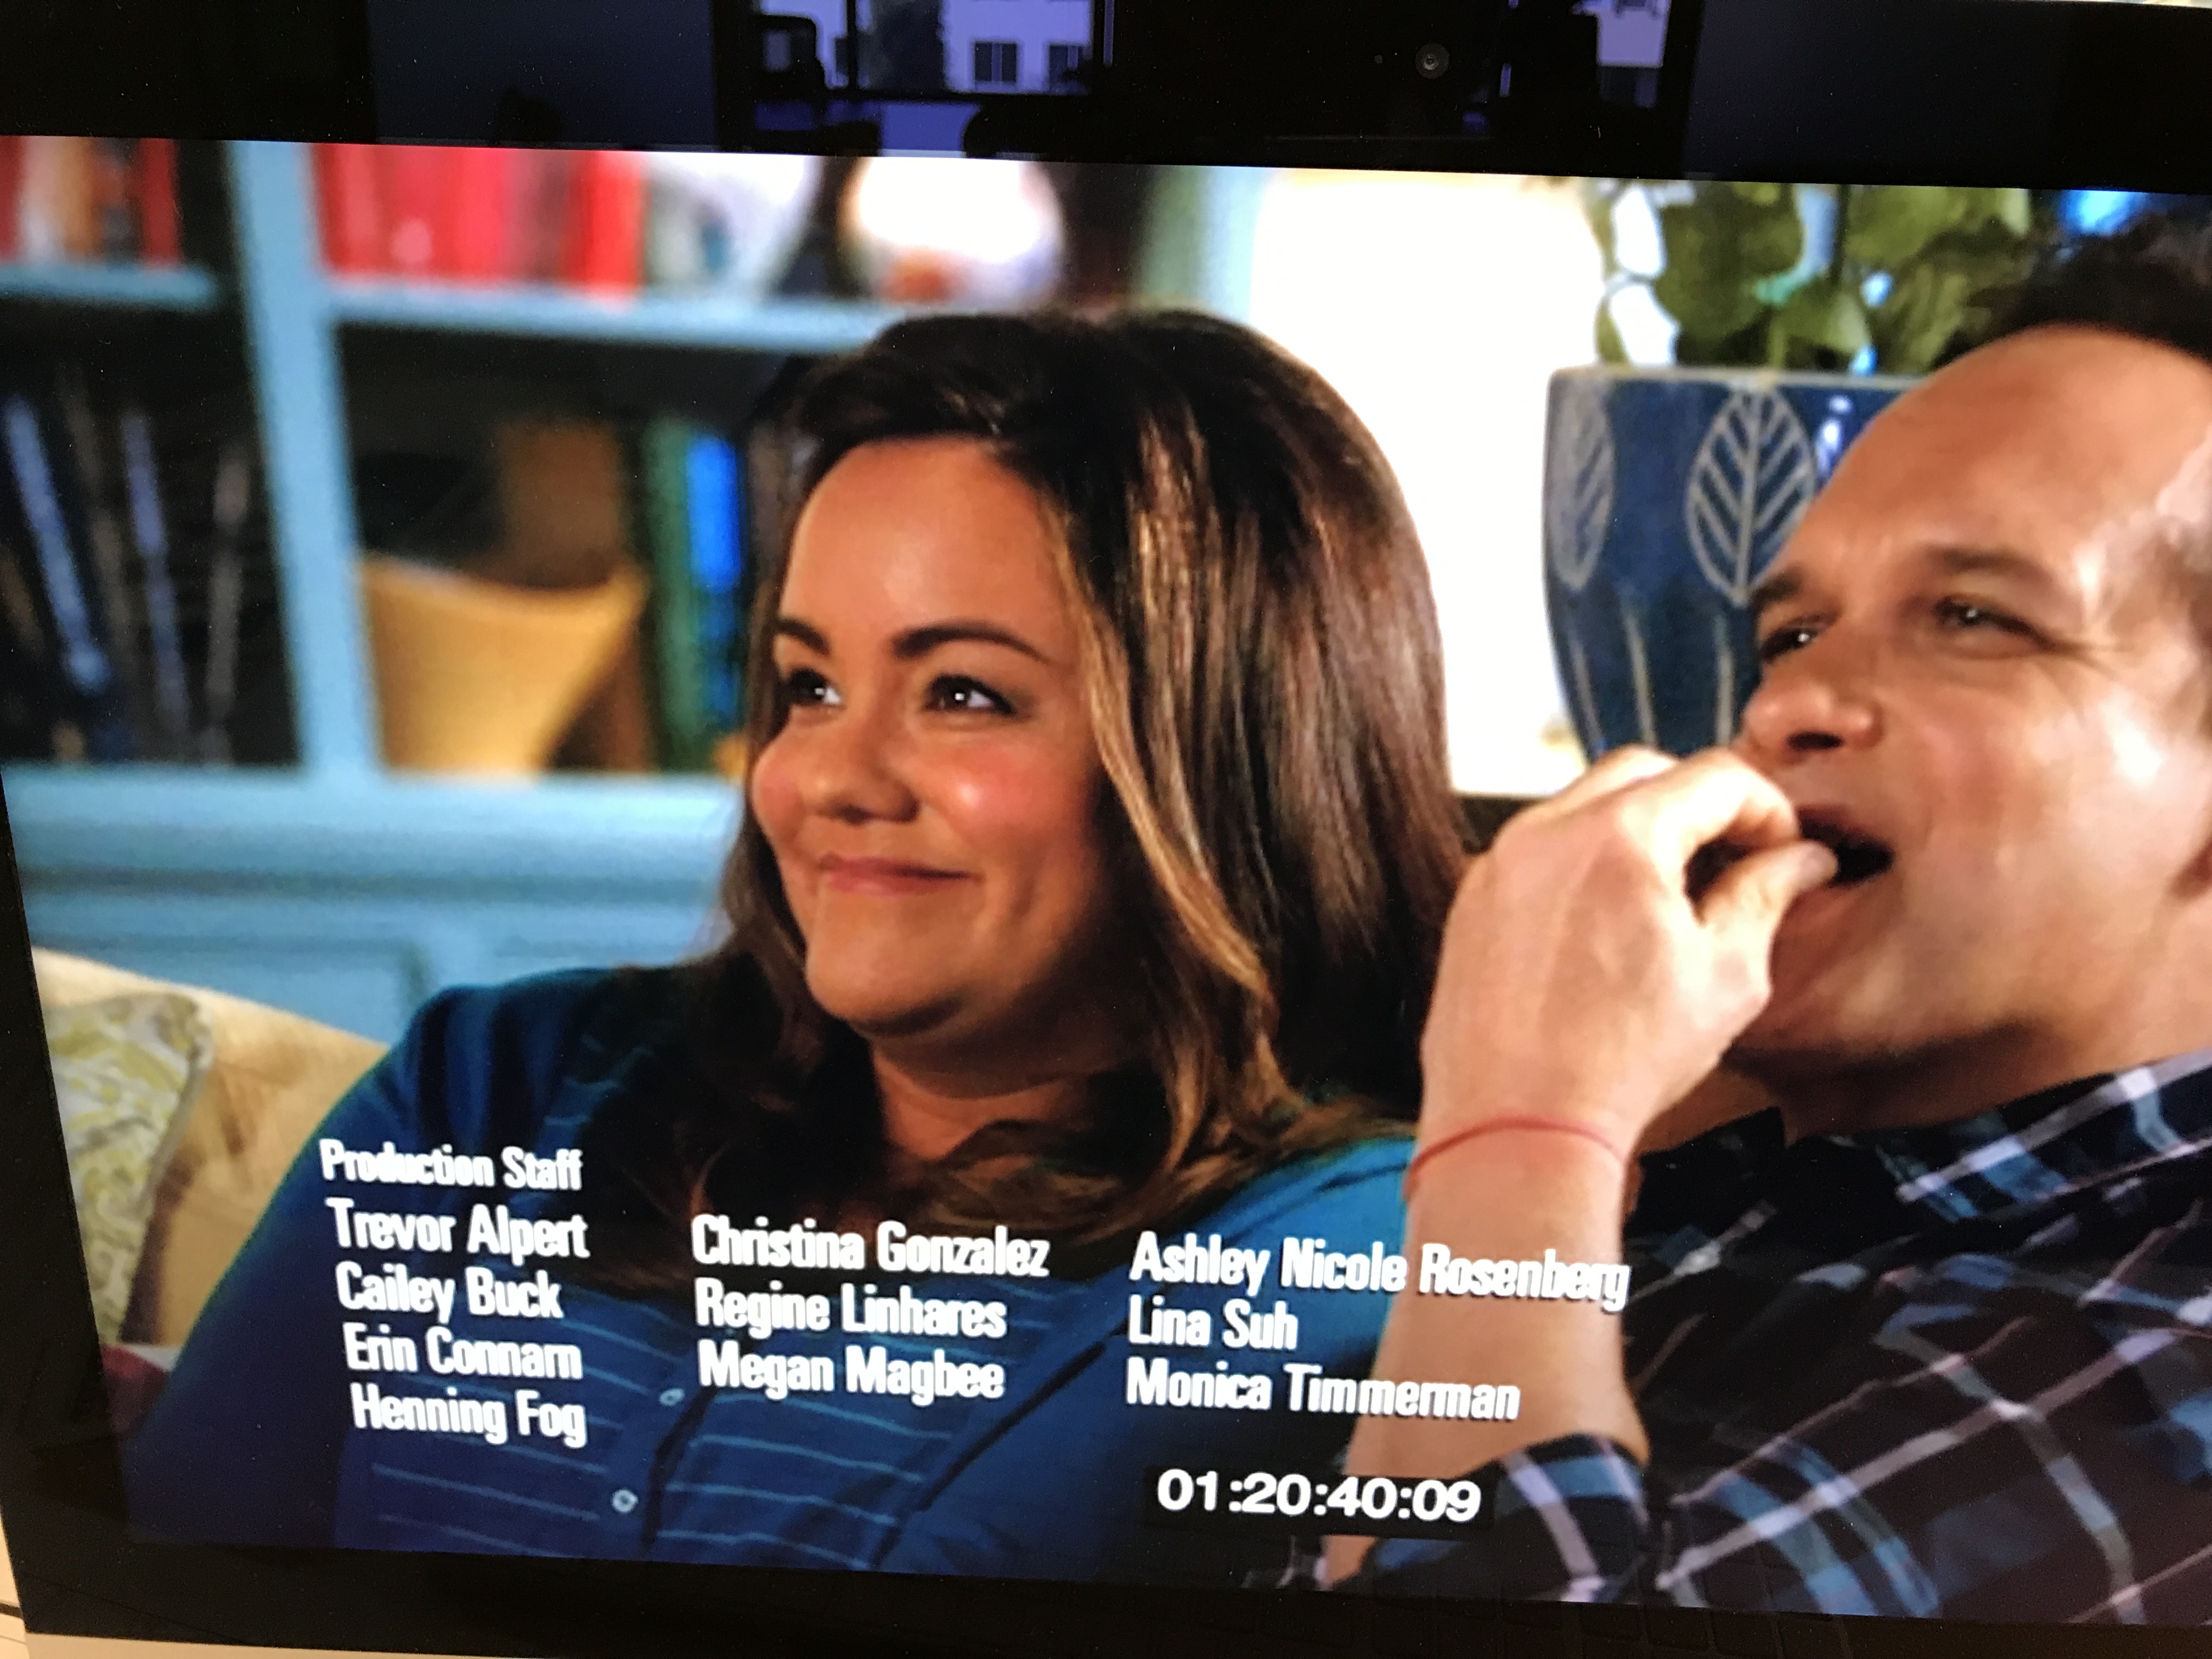 Production Staff
Trevor Alpert
Cailey Buck
Erin Connarn
Henning Fog
Christina Gonzalez
Regine Linhares
Megan Magbee
Ashley Nicole Rosenberg
Lina Suh
Monica Timmerman
01:20:40:09